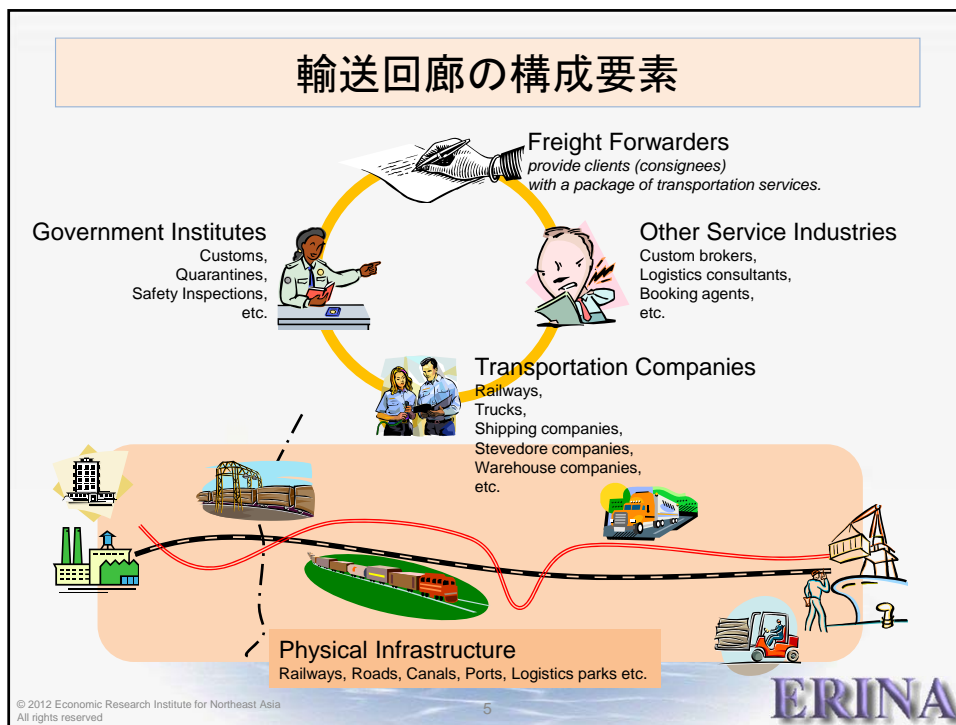 輸送回廊の構成要素
Freight Forwarders
provide clients (consignees)
with a package of transportation services.
Government Institutes
Customs,
Quarantines,
Safety Inspections,
etc.
Other Service Industries
Custom brokers,
Logistics consultants,
Booking agents,
etc.
Transportation Companies
Railways,
Trucks,
Shipping companies,
Stevedore companies,
Warehouse companies,
etc.
Physical Infrastructure
Railways, Roads, Canals, Ports, Logistics parks etc.
© 2012 Economic Research Institute for Northeast Asia
All rights reserved
5
ERINA